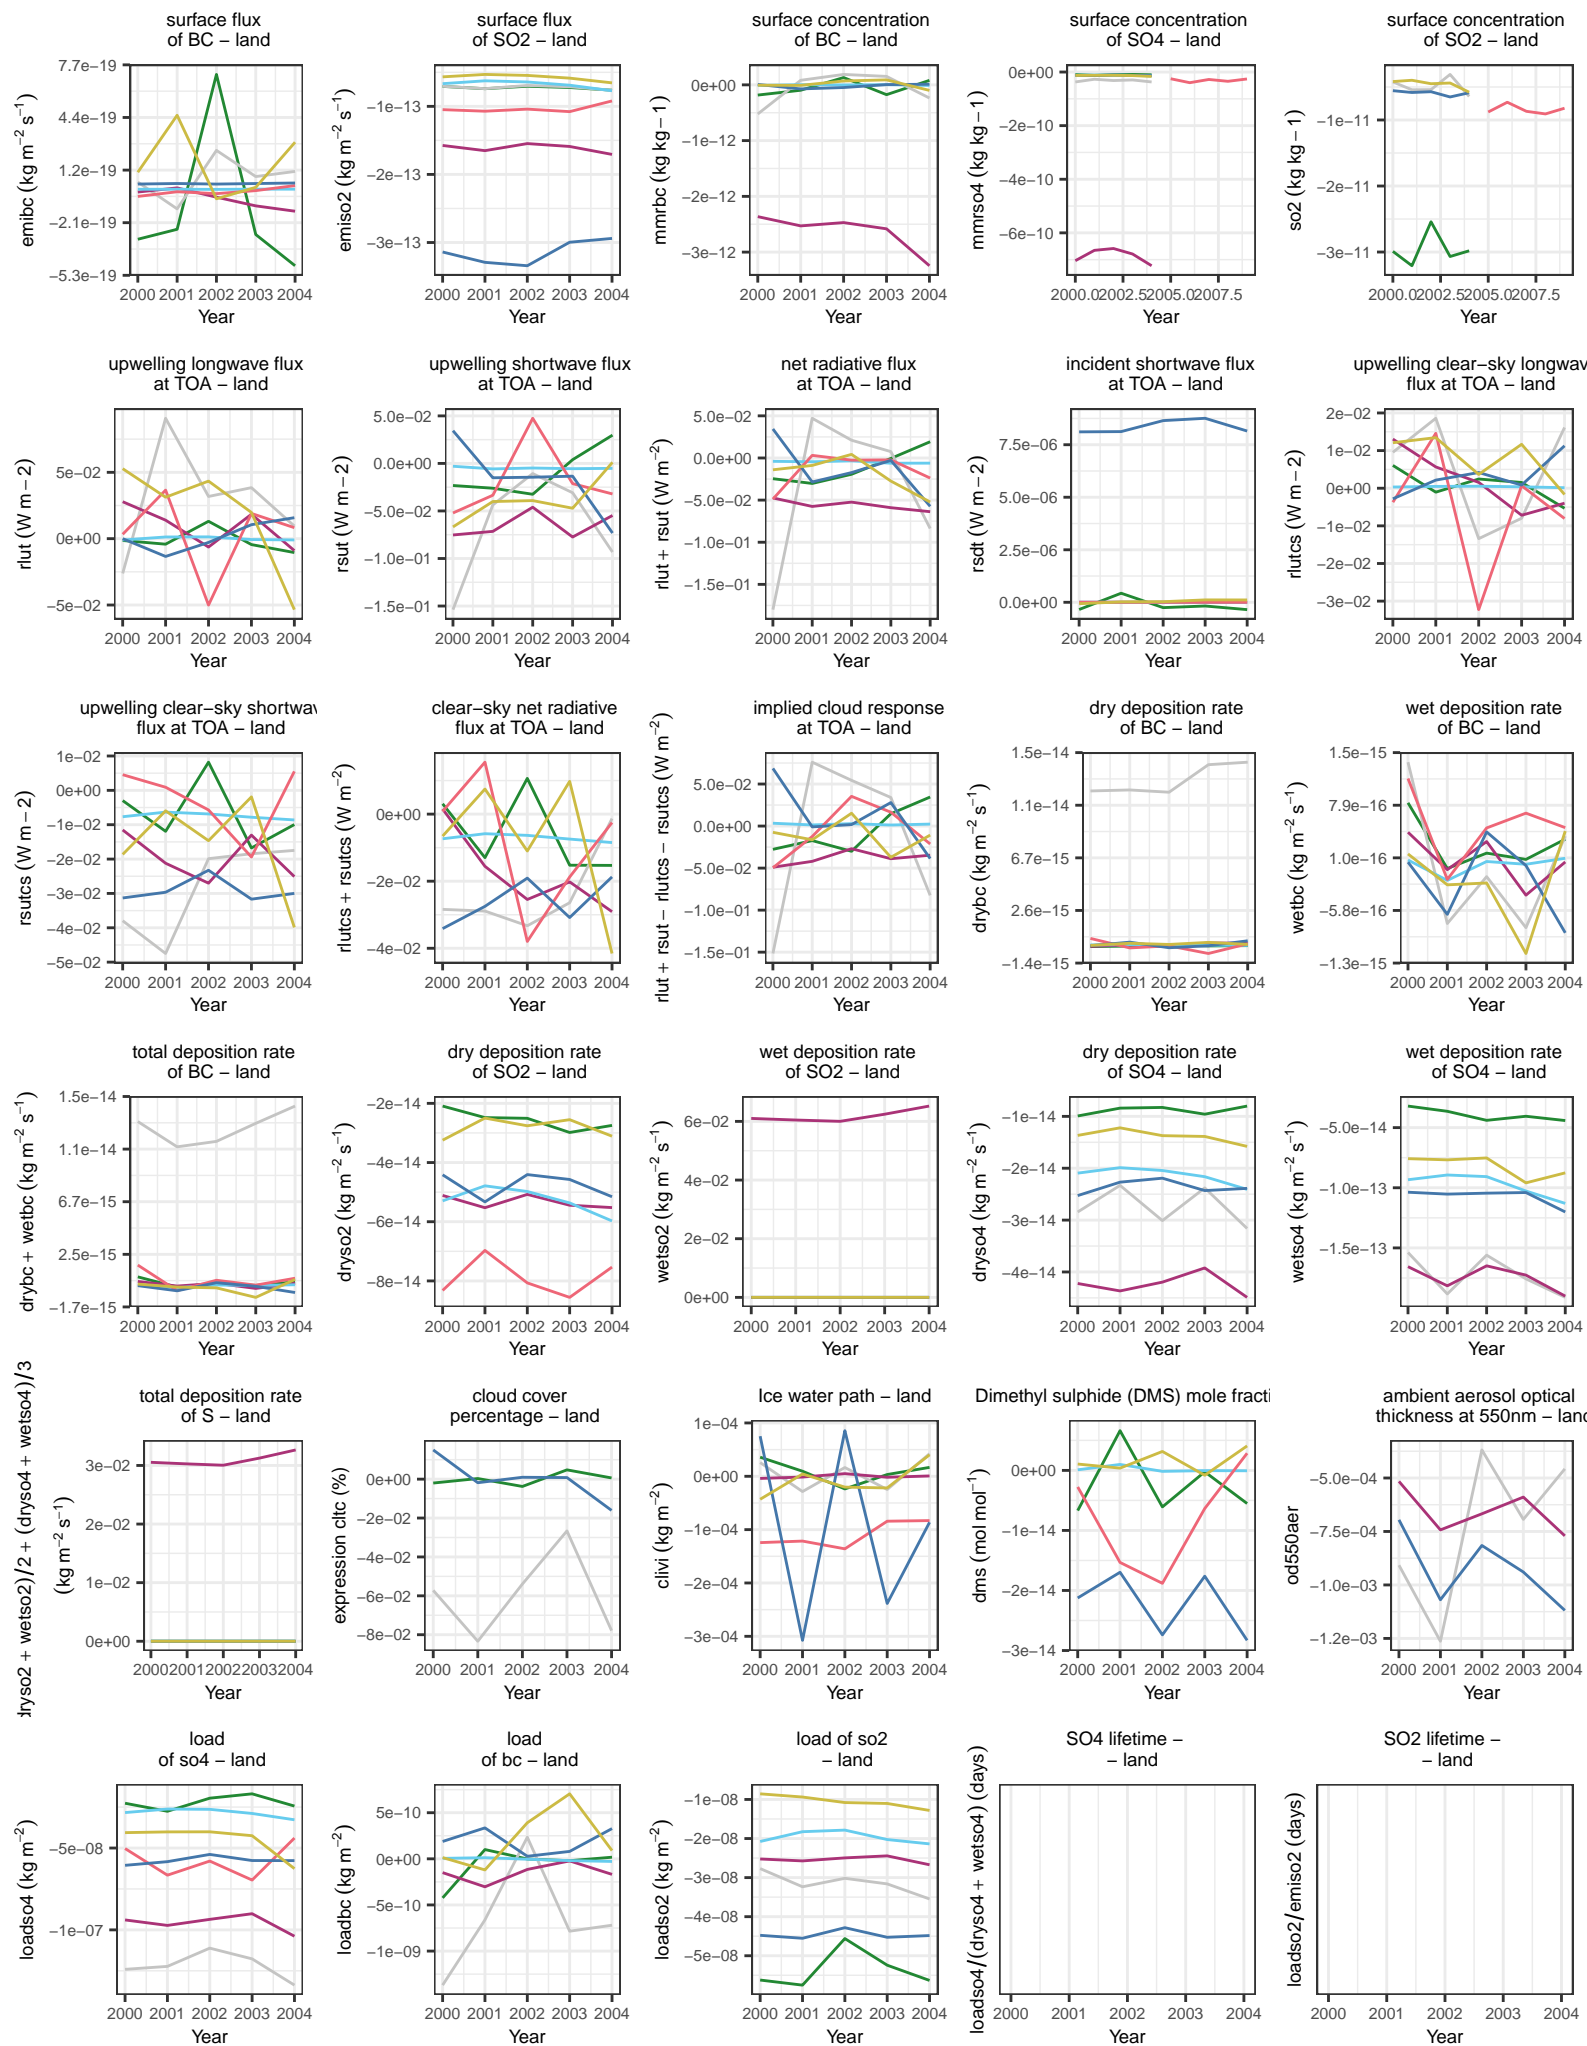 surface flux
of BC − land
emibc (kg m−2 s−1)
7.7e−19
4.4e−19
1.2e−19
−2.1e−19
−5.3e−19
2000 2001 2002 2003 2004
Year
surface flux
of SO2 − land
emiso2 (kg m−2 s−1)
−1e−13
−2e−13
−3e−13
2000 2001 2002 2003 2004
Year
surface concentration
of BC − land
mmrbc (kg kg − 1)
0e+00
−1e−12
−2e−12
−3e−12
2000 2001 2002 2003 2004
Year
surface concentration
of SO4 − land
mmrso4 (kg kg − 1)
0e+00
−2e−10
−4e−10
−6e−10
2000.02002.52005.02007.5
Year
surface concentration
of SO2 − land
so2 (kg kg − 1)
−1e−11
−2e−11
−3e−11
2000.02002.52005.02007.5
Year
upwelling longwave flux
at TOA − land
rlut (W m − 2)
5e−02
0e+00
−5e−02
2000 2001 2002 2003 2004
Year
upwelling shortwave flux
at TOA − land
rsut (W m − 2)
5.0e−02
0.0e+00
−5.0e−02
−1.0e−01
−1.5e−01
2000 2001 2002 2003 2004
Year
net radiative flux
at TOA − land
rlut + rsut (W m−2)
5.0e−02
0.0e+00
−5.0e−02
−1.0e−01
−1.5e−01
2000 2001 2002 2003 2004
Year
incident shortwave flux
at TOA − land
rsdt (W m − 2)
7.5e−06
5.0e−06
2.5e−06
0.0e+00
2000 2001 2002 2003 2004
Year
upwelling clear−sky longwav
flux at TOA − land
rlutcs (W m − 2)
2e−02
1e−02
0e+00
−1e−02
−2e−02
−3e−02
2000 2001 2002 2003 2004
Year
upwelling clear−sky shortwav
flux at TOA − land
rsutcs (W m − 2)
1e−02
0e+00
−1e−02
−2e−02
−3e−02
−4e−02
−5e−02
2000 2001 2002 2003 2004
Year
clear−sky net radiative
flux at TOA − land
rlutcs + rsutcs (W m−2)
0e+00
−2e−02
−4e−02
2000 2001 2002 2003 2004
Year
implied cloud response
at TOA − land
rlut + rsut − rlutcs − rsutcs (W m−2)
5.0e−02
0.0e+00
−5.0e−02
−1.0e−01
−1.5e−01
2000 2001 2002 2003 2004
Year
dry deposition rate
of BC − land
drybc (kg m−2 s−1)
1.5e−14
1.1e−14
6.7e−15
2.6e−15
−1.4e−15
2000 2001 2002 2003 2004
Year
wet deposition rate
of BC − land
wetbc (kg m−2 s−1)
1.5e−15
7.9e−16
1.0e−16
−5.8e−16
−1.3e−15
2000 2001 2002 2003 2004
Year
total deposition rate
of BC − land
drybc + wetbc (kg m−2 s−1)
1.5e−14
1.1e−14
6.7e−15
2.5e−15
−1.7e−15
2000 2001 2002 2003 2004
Year
dry deposition rate
of SO2 − land
dryso2 (kg m−2 s−1)
−2e−14
−4e−14
−6e−14
−8e−14
2000 2001 2002 2003 2004
Year
wet deposition rate
of SO2 − land
wetso2 (kg m−2 s−1)
6e−02
4e−02
2e−02
0e+00
2000 2001 2002 2003 2004
Year
dry deposition rate
of SO4 − land
dryso4 (kg m−2 s−1)
−1e−14
−2e−14
−3e−14
−4e−14
2000 2001 2002 2003 2004
Year
wet deposition rate
of SO4 − land
wetso4 (kg m−2 s−1)
−5.0e−14
−1.0e−13
−1.5e−13
2000 2001 2002 2003 2004
Year
total deposition rate
of S − land
dryso2 + wetso2)/2 + (dryso4 + wetso4)/3
(kg m−2 s−1)
3e−02
2e−02
1e−02
0e+00
20002001200220032004
Year
cloud cover
percentage − land
expression cltc (%)
0e+00
−2e−02
−4e−02
−6e−02
−8e−02
2000 2001 2002 2003 2004
Year
Ice water path − land
clivi (kg m−2)
1e−04
0e+00
−1e−04
−2e−04
−3e−04
2000 2001 2002 2003 2004
Year
Dimethyl sulphide (DMS) mole fracti
dms (mol mol−1)
0e+00
−1e−14
−2e−14
−3e−14
2000 2001 2002 2003 2004
Year
ambient aerosol optical
thickness at 550nm − land
od550aer
−5.0e−04
−7.5e−04
−1.0e−03
−1.2e−03
2000 2001 2002 2003 2004
Year
load
of so4 − land
loadso4 (kg m−2)
−5e−08
−1e−07
2000 2001 2002 2003 2004
Year
load
of bc − land
loadbc (kg m−2)
5e−10
0e+00
−5e−10
−1e−09
2000 2001 2002 2003 2004
Year
load of so2
− land
loadso2 (kg m−2)
−1e−08
−2e−08
−3e−08
−4e−08
−5e−08
2000 2001 2002 2003 2004
Year
SO4 lifetime −
− land
loadso4/(dryso4 + wetso4) (days)
2000 2001 2002 2003 2004
Year
SO2 lifetime −
− land
loadso2/emiso2 (days)
2000 2001 2002 2003 2004
Year